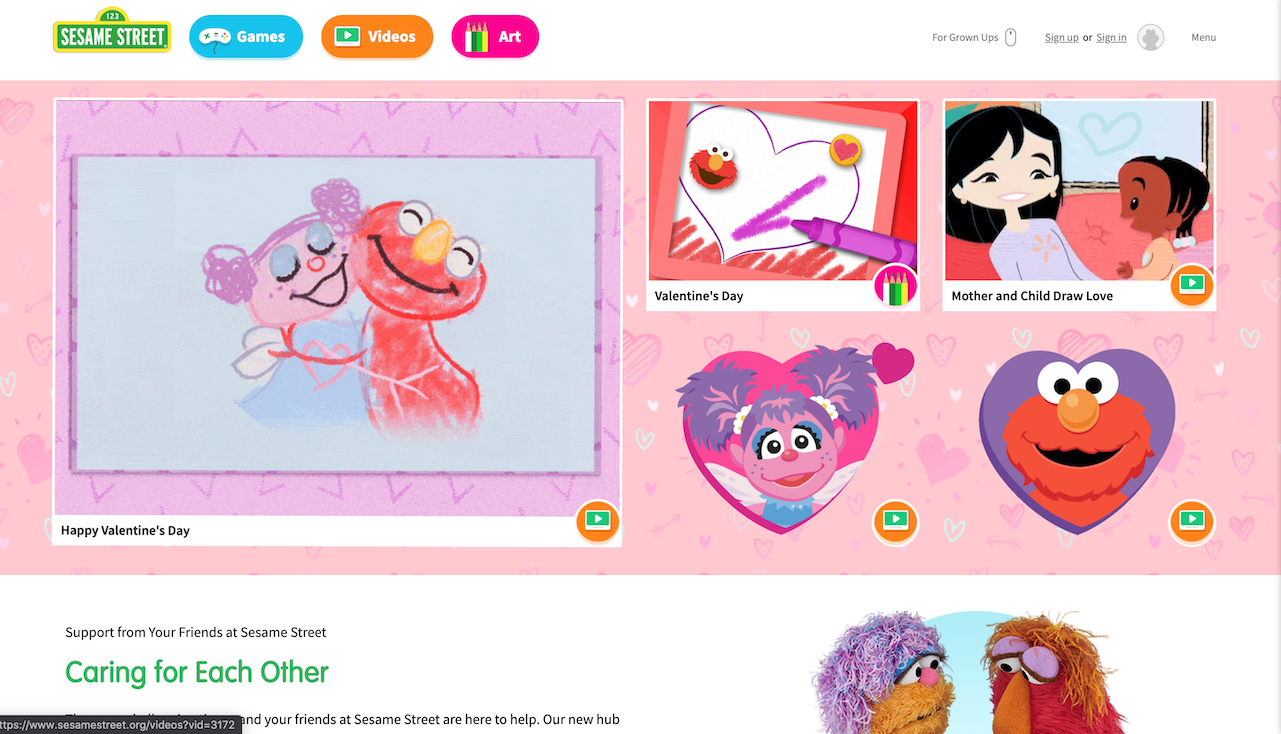 123
SESAME STREET
Games
Videos
Art
For Grown Ups
Sign up or Sign in
Menu
Valentine's Day
Mother and Child Draw Love
Happy Valentine's Day
Support from Your Friends at Sesame Street
Caring for Each Other
and your friends at Sesame Street are here to help. Our new hub
ttps://www.sesamestreet.org/videos?vid=3172